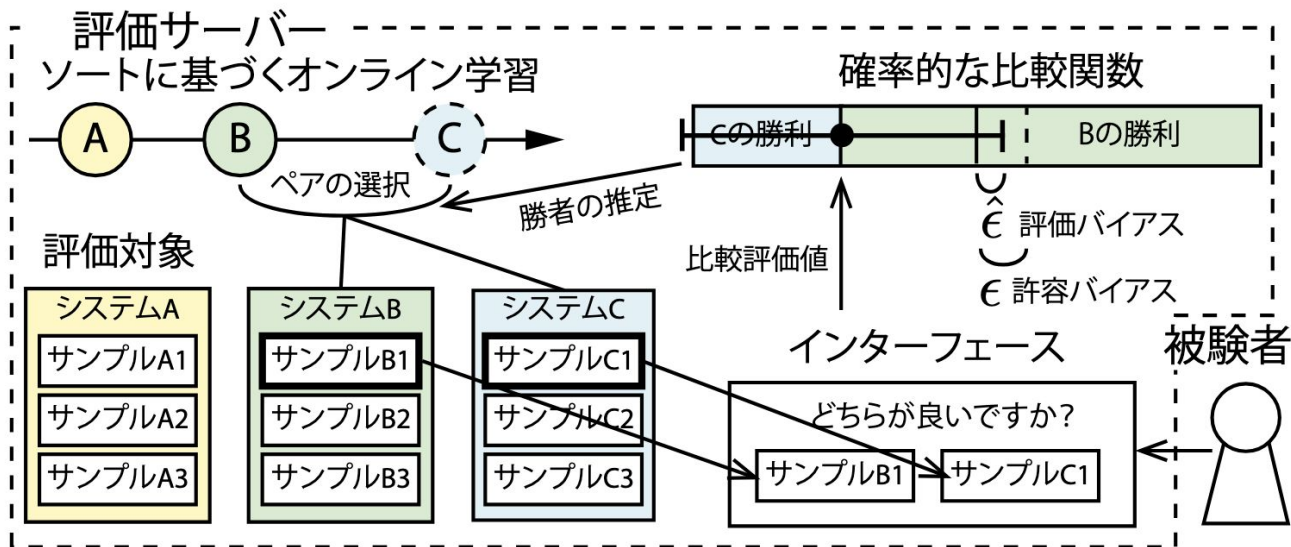 評価サーバー
ソートに基づくオンライン学習
A
B
C
ペアの選択
確率的な比較関数
Cの勝利
Bの勝利
勝者の推定
比較評価値
ϵ̂ 評価バイアス
ϵ 許容バイアス
評価対象
システムA
サンプルA1
サンプルA2
サンプルA3
システムB
サンプルB1
サンプルB2
サンプルB3
システムC
サンプルC1
サンプルC2
サンプルC3
インターフェース
どちらが良いですか?
サンプルB1
サンプルC1
被験者